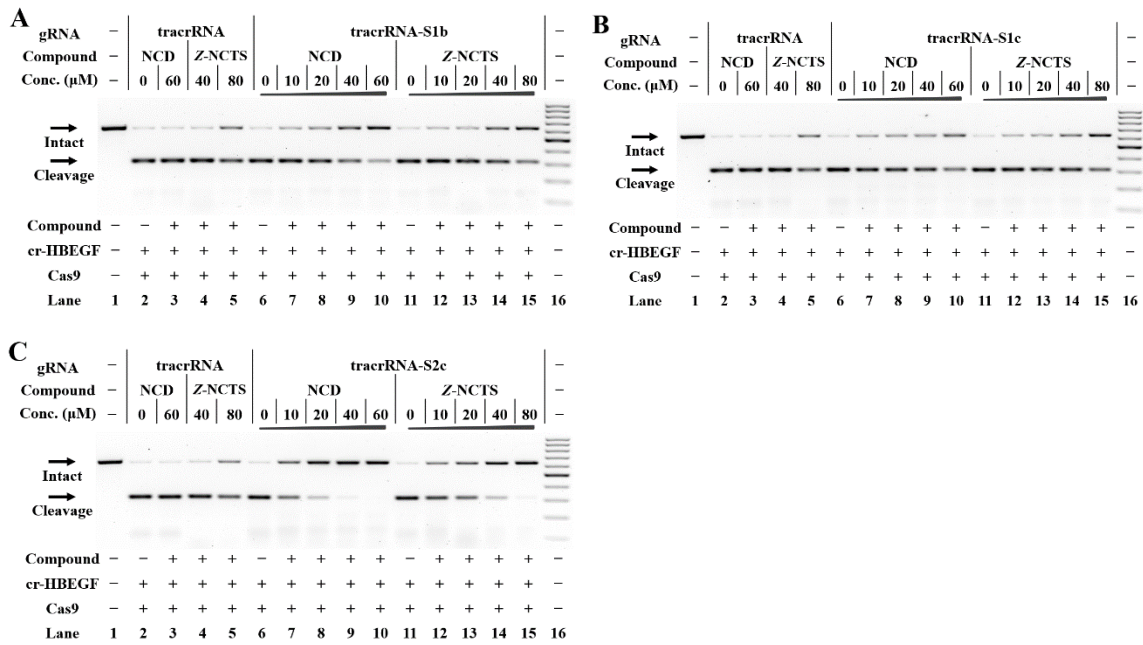 A
gRNA – tracrRNA tracrRNA-S1b –
Compound – NCD Z-NCTS NCD Z-NCTS –
Conc. (μM) – 0 60 40 80 0 10 20 40 60 0 10 20 40 80 –
Intact
Cleavage
Compound – – + + + – + + + + – + + + + –
cr-HBEGF – + + + + + + + + + + + + + + –
Cas9 – + + + + + + + + + + + + + + –
Lane 1 2 3 4 5 6 7 8 9 10 11 12 13 14 15 16
B
gRNA – tracrRNA tracrRNA-S1c –
Compound – NCD Z-NCTS NCD Z-NCTS –
Conc. (μM) – 0 60 40 80 0 10 20 40 60 0 10 20 40 80 –
Intact
Cleavage
Compound – – + + + – + + + + – + + + + –
cr-HBEGF – + + + + + + + + + + + + + + –
Cas9 – + + + + + + + + + + + + + + –
Lane 1 2 3 4 5 6 7 8 9 10 11 12 13 14 15 16
C
gRNA – tracrRNA tracrRNA-S2c –
Compound – NCD Z-NCTS NCD Z-NCTS –
Conc. (μM) – 0 60 40 80 0 10 20 40 60 0 10 20 40 80 –
Intact
Cleavage
Compound – – + + + – + + + + – + + + + –
cr-HBEGF – + + + + + + + + + + + + + + –
Cas9 – + + + + + + + + + + + + + + –
Lane 1 2 3 4 5 6 7 8 9 10 11 12 13 14 15 16